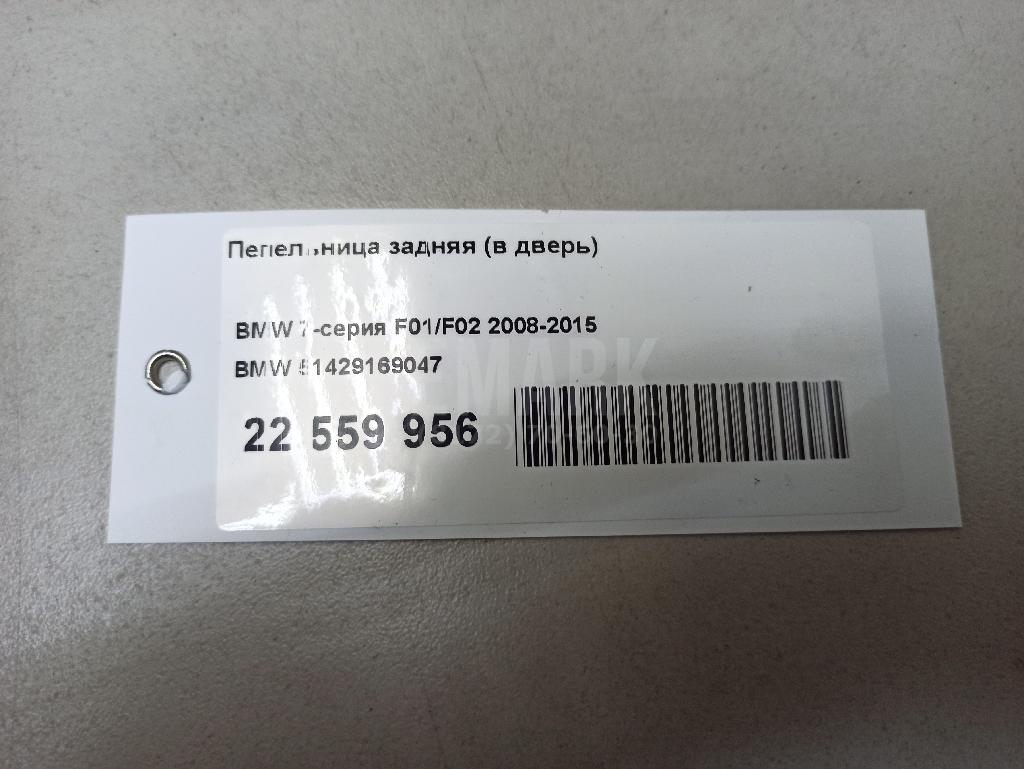 Пепельница задняя (в дверь)
BMW 7-серия F01/F02 2008-2015
BMW 51429169047
22 559 956